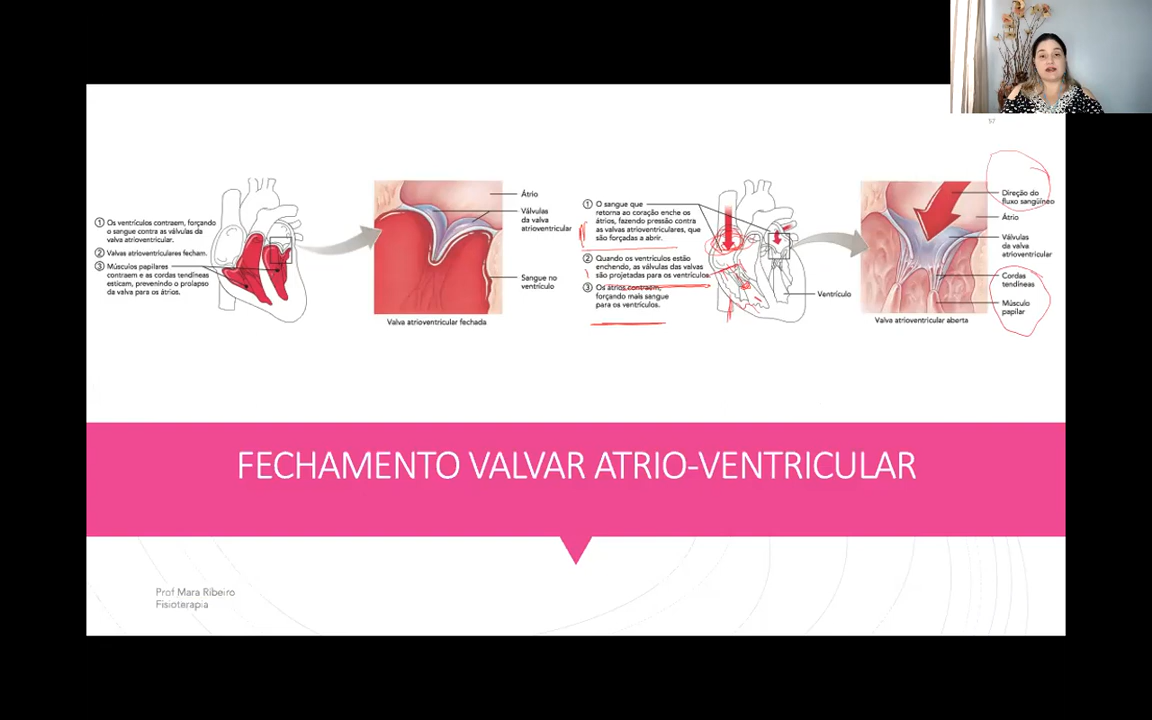 57
① Os ventrículos contraem, forçando
o sangue contra as válvulas da
valva atrioventricular.
② Valvas atrioventriculares fecham.
③ Músculos papilares
contraem e as cordas tendíneas
esticam, prevenindo o prolapso
da valva para os átrios.
Átrio
Válvulas
da valva
atrioventricular
Sangue no
ventrículo
Valva atrioventricular fechada
① O sangue que
retorna ao coração enche os
átrios, fazendo pressão contra
as valvas atrioventriculares, que
são forçadas a abrir.
② Quando os ventrículos estão
enchendo, as válvulas das valvas
são projetadas para os ventrículos.
③ Os átrios contraem,
forçando mais sangue
para os ventrículos.
Ventrículo
Direção do
fluxo sangüíneo
Átrio
Válvulas
da valva
atrioventricular
Cordas
tendíneas
Músculo
papilar
Valva atrioventricular aberta
FECHAMENTO VALVAR ATRIO-VENTRICULAR
Prof Mara Ribeiro
Fisioterapia